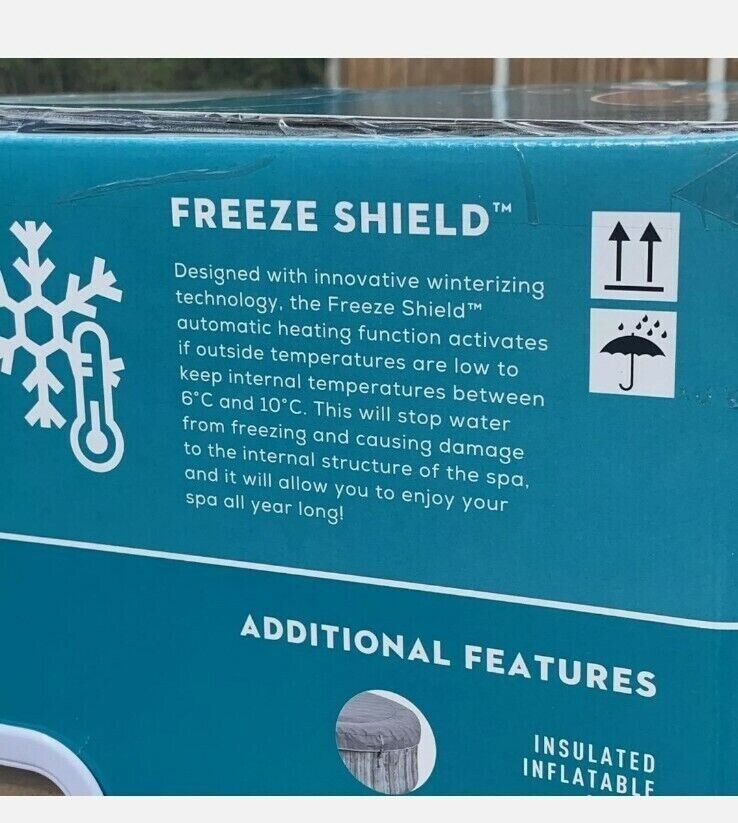 FREEZE SHIELD™
Designed with innovative winterizing
technology, the Freeze Shield™
automatic heating function activates
if outside temperatures are low to
keep internal temperatures between
6°C and 10°C. This will stop water
from freezing and causing damage
to the internal structure of the spa,
and it will allow you to enjoy your
spa all year long!
ADDITIONAL FEATURES
INSULATED
INFLATABLE